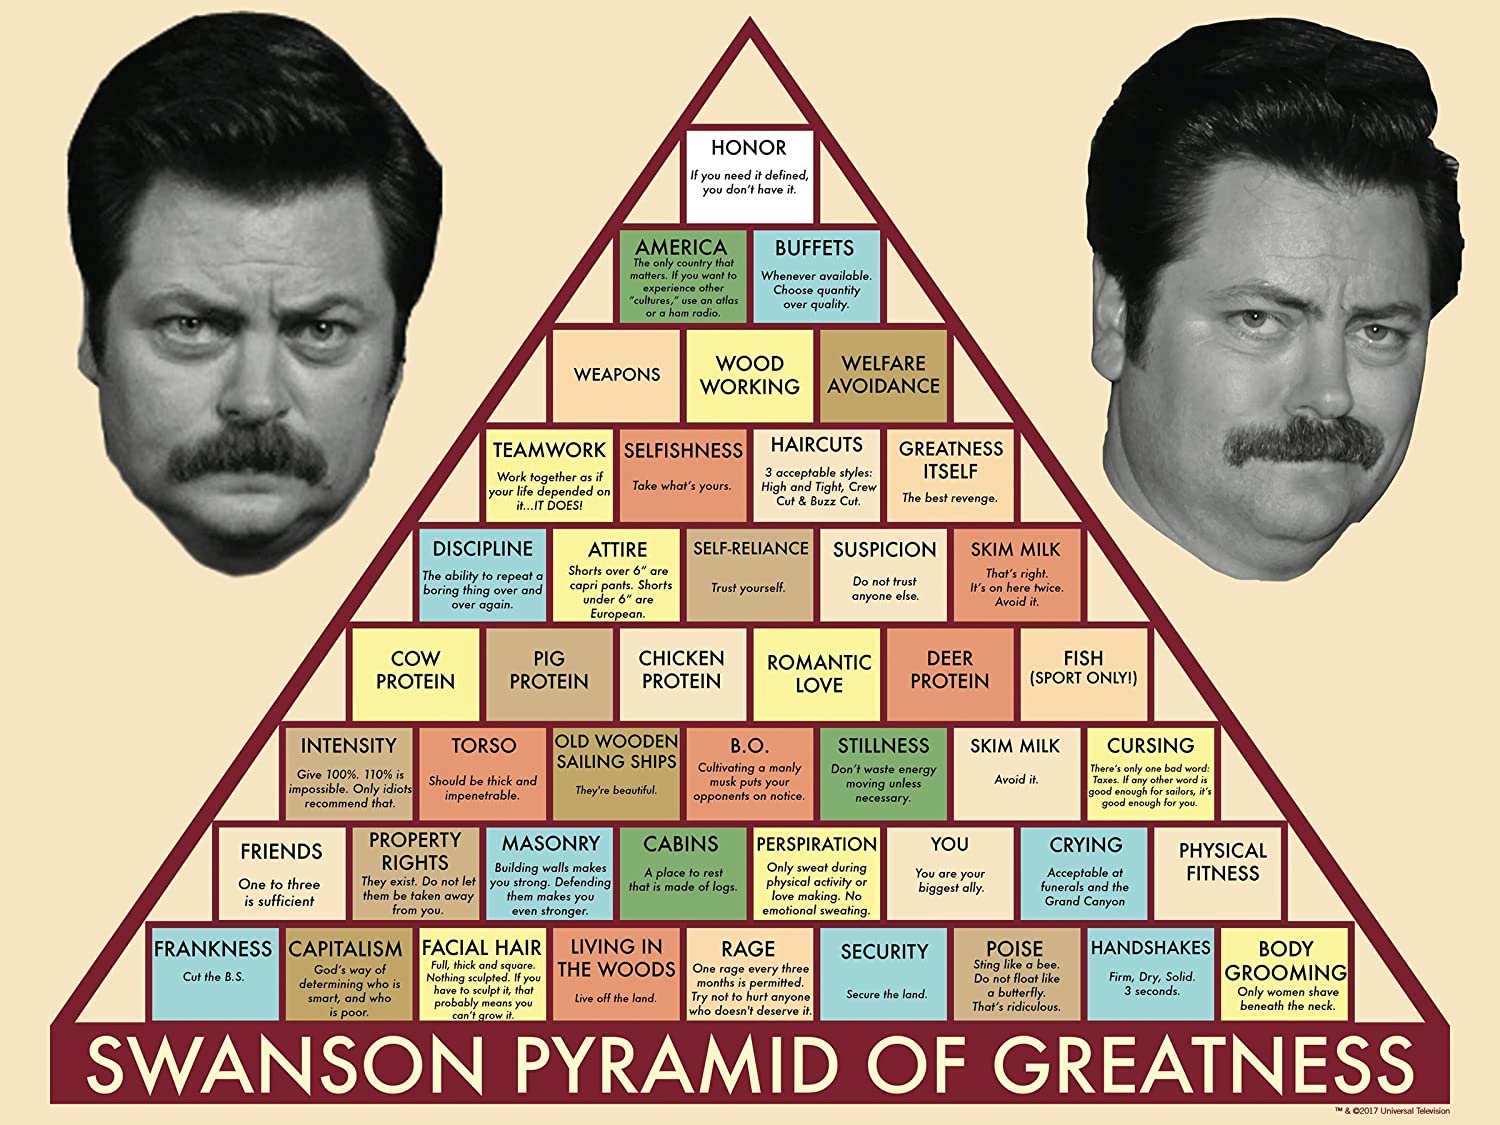 HONOR
If you need it defined,
you don't have it.
AMERICA
The only country that
matters. If you want to
experience other
"cultures," use an atlas
or a ham radio.
BUFFETS
Whenever available.
Choose quantity
over quality.
WEAPONS
WOOD
WORKING
WELFARE
AVOIDANCE
TEAMWORK
Work together as if
your life depended on
it...IT DOES!
SELFISHNESS
Take what's yours.
HAIRCUTS
3 acceptable styles:
High and Tight, Crew
Cut & Buzz Cut.
GREATNESS
ITSELF
The best revenge.
DISCIPLINE
The ability to repeat a
boring thing over and
over again.
ATTIRE
Shorts over 6" are
capri pants. Shorts
under 6" are
European.
SELF-RELIANCE
Trust yourself.
SUSPICION
Do not trust
anyone else.
SKIM MILK
That's right.
It's on here twice.
Avoid it.
COW
PROTEIN
PIG
PROTEIN
CHICKEN
PROTEIN
ROMANTIC
LOVE
DEER
PROTEIN
FISH
(SPORT ONLY!)
INTENSITY
Give 100%. 110% is
impossible. Only idiots
recommend that.
TORSO
Should be thick and
impenetrable.
OLD WOODEN
SAILING SHIPS
They're beautiful.
B.O.
Cultivating a manly
musk puts your
opponents on notice.
STILLNESS
Don't waste energy
moving unless
necessary.
SKIM MILK
Avoid it.
CURSING
There's only one bad word:
Taxes. If any other word is
good enough for sailors, it's
good enough for you.
FRIENDS
One to three
is sufficient
PROPERTY
RIGHTS
They exist. Do not let
them be taken away
from you.
MASONRY
Building walls makes
you strong. Defending
them makes you
even stronger.
CABINS
A place to rest
that is made of logs.
PERSPIRATION
Only sweat during
physical activity or
love making. No
emotional sweating.
YOU
You are your
biggest ally.
CRYING
Acceptable at
funerals and the
Grand Canyon
PHYSICAL
FITNESS
FRANKNESS
Cut the B.S.
CAPITALISM
God's way of
determining who is
smart, and who
is poor.
FACIAL HAIR
Full, thick and square.
Nothing sculpted. If you
have to sculpt it, that
probably means you
can't grow it.
LIVING IN
THE WOODS
Live off the land.
RAGE
One rage every three
months is permitted.
Try not to hurt anyone
who doesn't deserve it.
SECURITY
Secure the land.
POISE
Sting like a bee.
Do not float like
a butterfly.
That's ridiculous.
HANDSHAKES
Firm, Dry, Solid.
3 seconds.
BODY
GROOMING
Only women shave
beneath the neck.
SWANSON PYRAMID OF GREATNESS
™ & ©2017 Universal Television